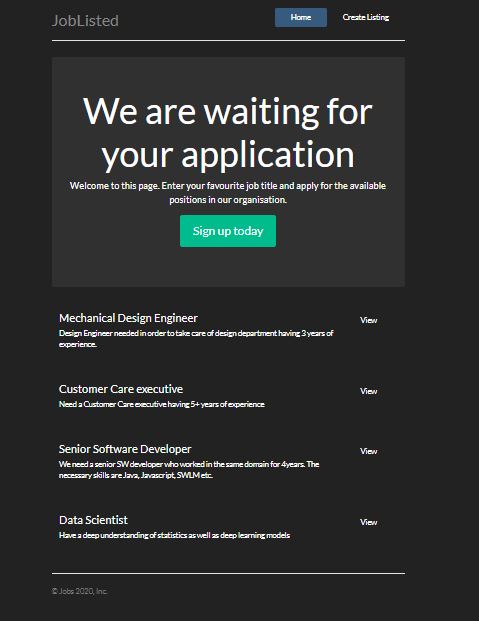 JobListed
Home
Create Listing
We are waiting for
your application
Welcome to this page. Enter your favourite job title and apply for the available
positions in our organisation.
Sign up today
Mechanical Design Engineer
View
Design Engineer needed in order to take care of design department having 3 years of
experience.
Customer Care executive
View
Need a Customer Care executive having 5+ years of experience
Senior Software Developer
View
We need a senior SW developer who worked in the same domain for 4years. The
necessary skills are Java, Javascript, SWLM etc.
Data Scientist
View
Have a deep understanding of statistics as well as deep learning models
© Jobs 2020, Inc.